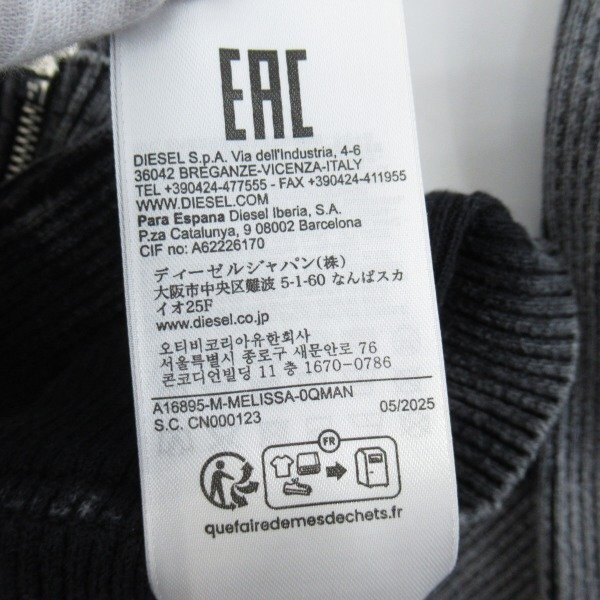 EAC
DIESEL S.p.A. Via dell'Industria, 4-6
36042 BREGANZE-VICENZA-ITALY
TEL +390424-477555 - FAX +390424-411955
WWW.DIESEL.COM
Para Espana Diesel Iberia, S.A.
P.za Catalunya, 9 08002 Barcelona
CIF no: A62226170
ディーゼルジャパン(株)
大阪市中央区難波 5-1-60 なんばスカ
イオ25F
www.diesel.co.jp
오티비코리아유한회사
서울특별시 종로구 새문안로 76
콘코디언빌딩 11 층 1670-0786
A16895-M-MELISSA-0QMAN
05/2025
S.C. CN000123
FR
quefairedemesdechets.fr